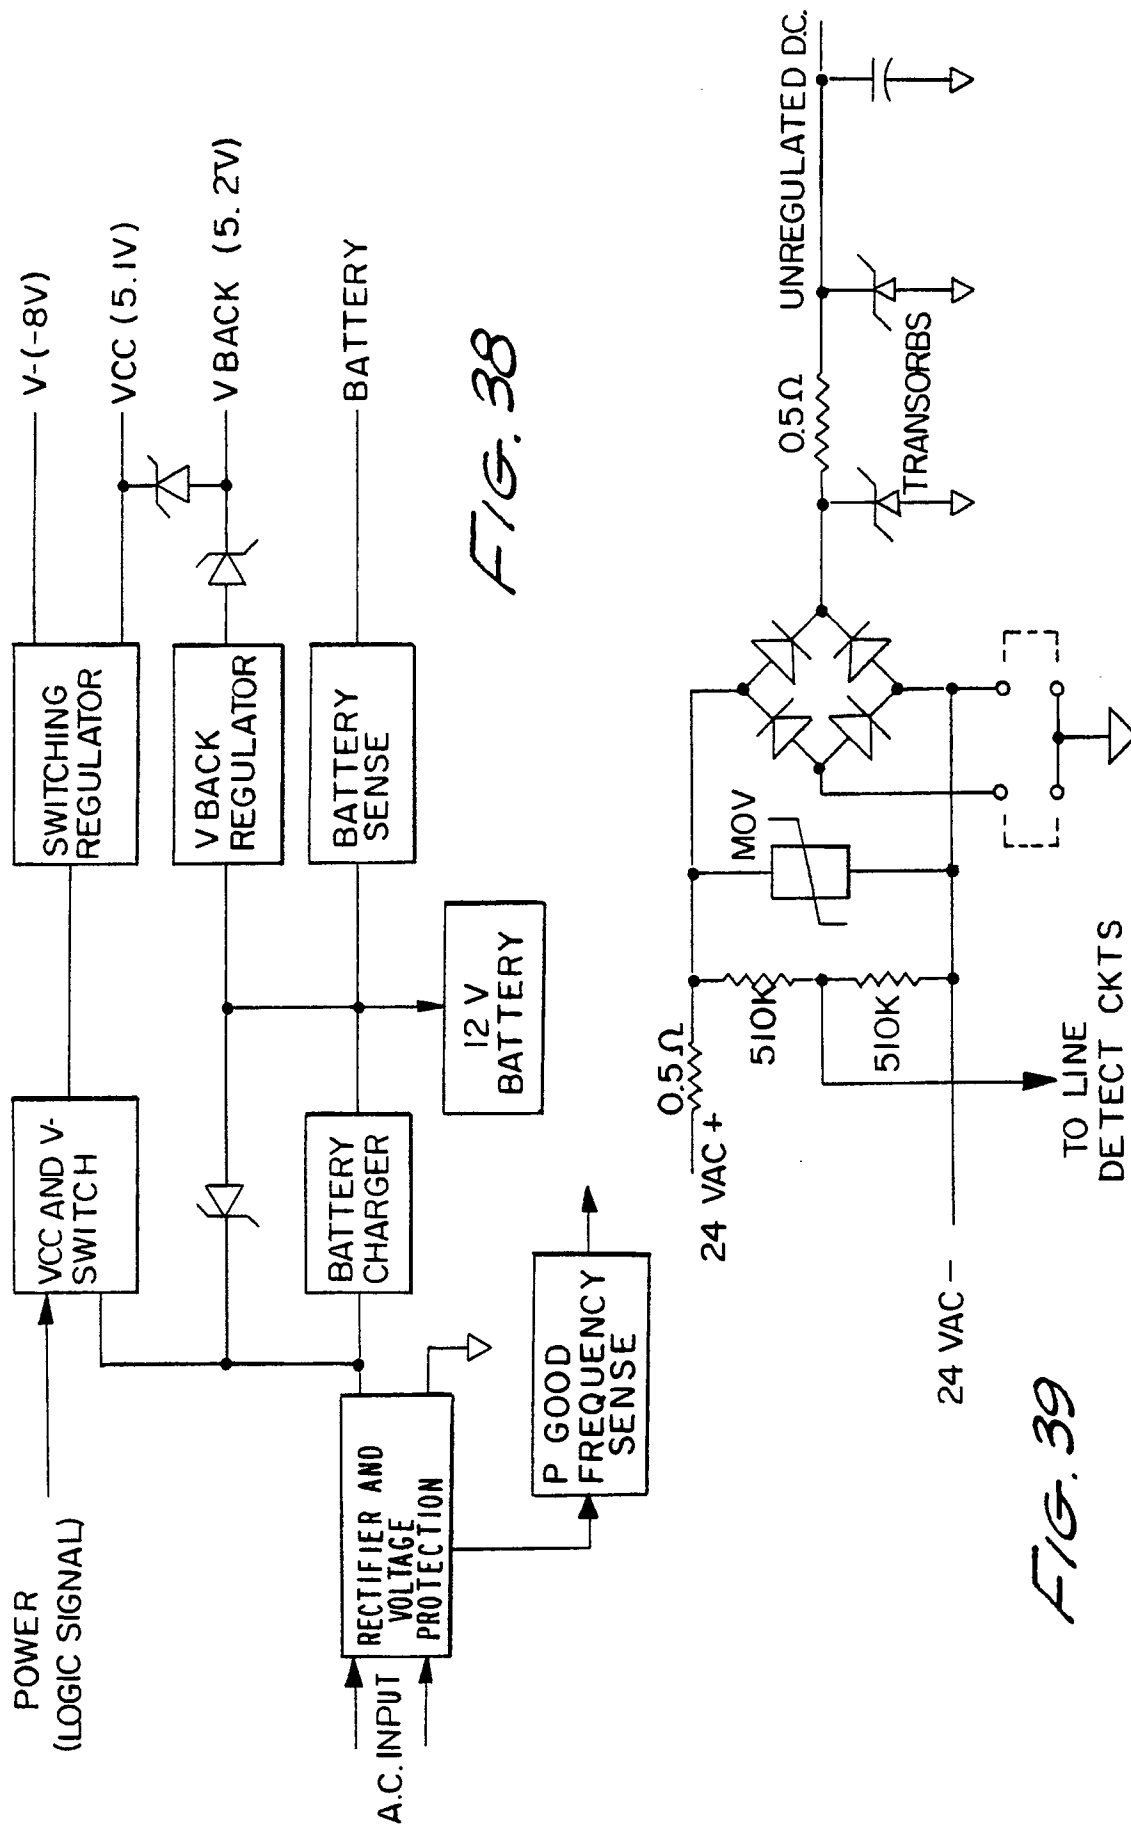 POWER
(LOGIC SIGNAL)
A.C. INPUT
RECTIFIER AND
VOLTAGE
PROTECTION
P GOOD
FREQUENCY
SENSE
VCC AND V-
SWITCH
BATTERY
CHARGER
12 V
BATTERY
SWITCHING
REGULATOR
V BACK
REGULATOR
BATTERY
SENSE
V-(-8V)
VCC (5.1V)
V BACK (5.2V)
BATTERY
FIG. 38
24 VAC +
0.5Ω
510K
510K
MOV
24 VAC -
TO LINE
DETECT CKTS
0.5Ω
TRANSORBS
UNREGULATED D.C.
FIG. 39